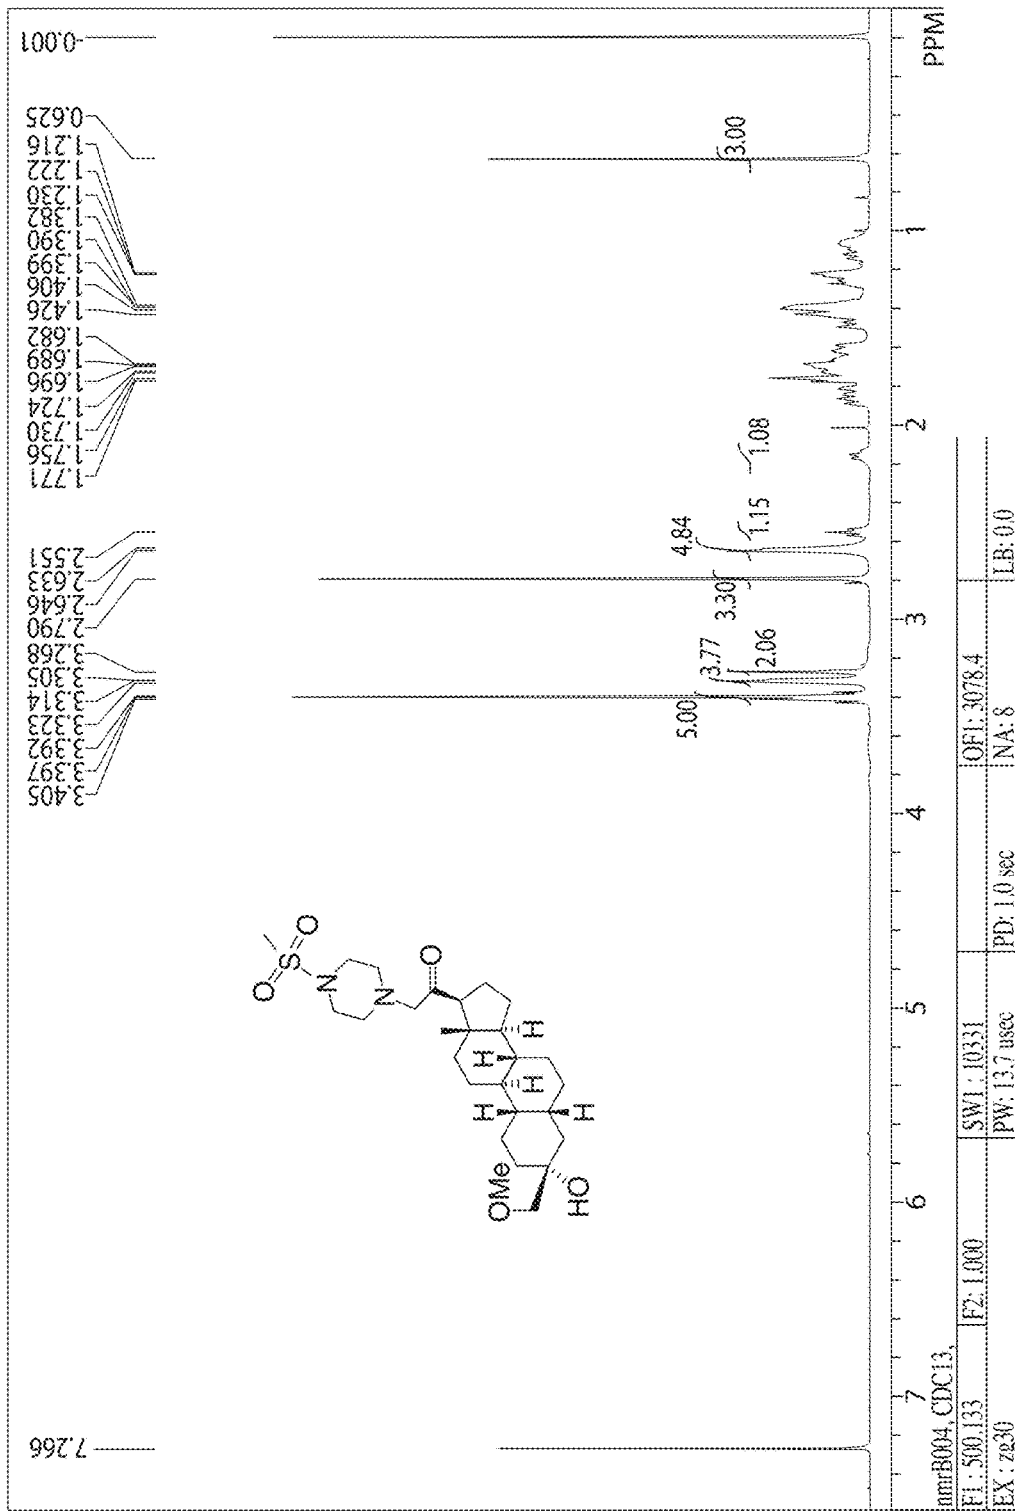 7.266
3.405
3.397
3.392
3.323
3.314
3.305
3.268
2.790
2.646
2.633
2.551
1.771
1.756
1.730
1.724
1.696
1.689
1.682
1.426
1.406
1.399
1.390
1.382
1.230
1.222
1.216
0.625
-0.001
O
S
O
N
N
O
OMe
HO
H
H
H
H
H
5.00
3.77
2.06
3.30
4.84
1.15
1.08
3.00
7
6
5
4
3
2
1
PPM
nmrB004, CDC13,
F1: 500.133
F2: 1.000
SW1: 10331
OF1: 3078.4
EX: zg30
PW: 13.7 usec
PD: 1.0 sec
NA: 8
LB: 0.0